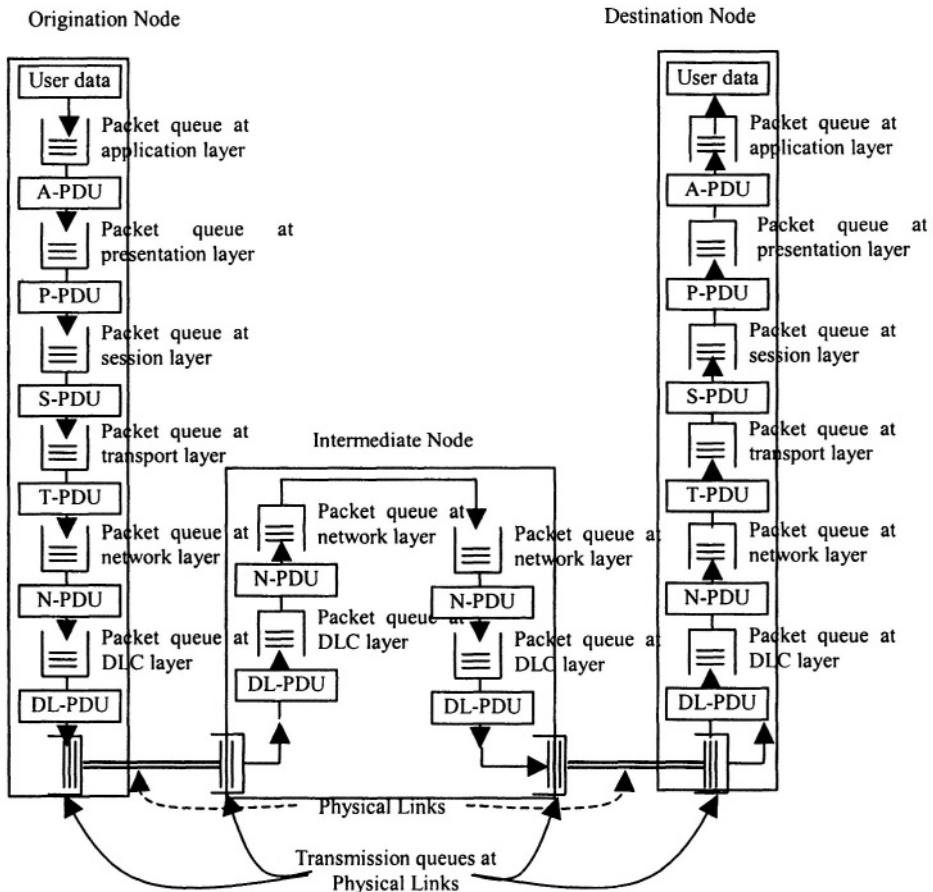 Origination Node
Destination Node
User data
Packet queue at
application layer
A-PDU
Packet queue at
presentation layer
P-PDU
Packet queue at
session layer
S-PDU
Packet queue at
transport layer
T-PDU
Packet queue at
network layer
N-PDU
Packet queue at
DLC layer
DL-PDU
Intermediate Node
Packet queue at
network layer
N-PDU
Packet queue at
DLC layer
DL-PDU
Packet queue at
network layer
N-PDU
Packet queue at
DLC layer
DL-PDU
User data
Packet queue at
application layer
A-PDU
Packet queue at
presentation layer
P-PDU
Packet queue at
session layer
S-PDU
Packet queue at
transport layer
T-PDU
Packet queue at
network layer
N-PDU
Packet queue at
DLC layer
DL-PDU
Physical Links
Transmission queues at
Physical Links